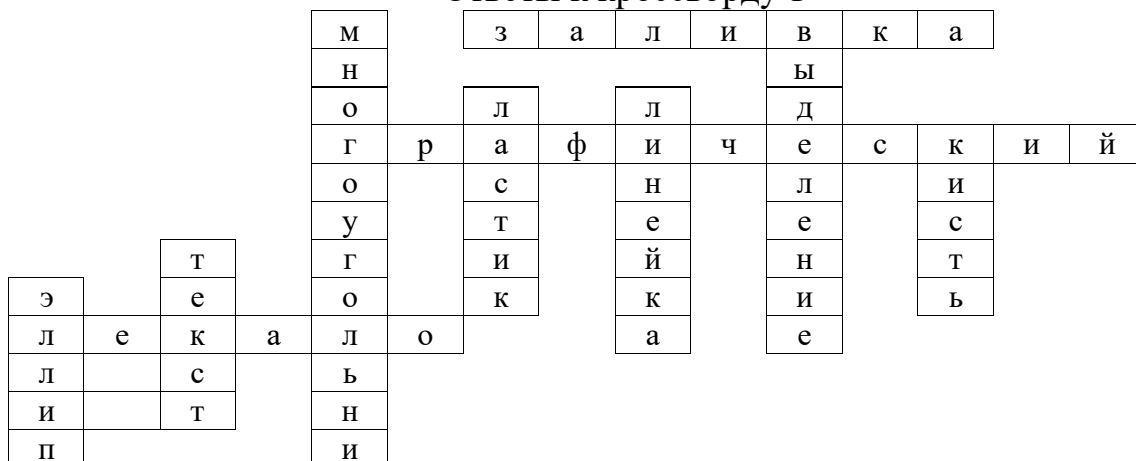 Ответы к кроссворду 1
м з а л и в к а
н ы
о л л д
г р а ф и ч е с к и й
о с н л и
у т е е с
т г и й н т
э е о к к и ь
л е к а л о а е
л с ь
и т н
п и